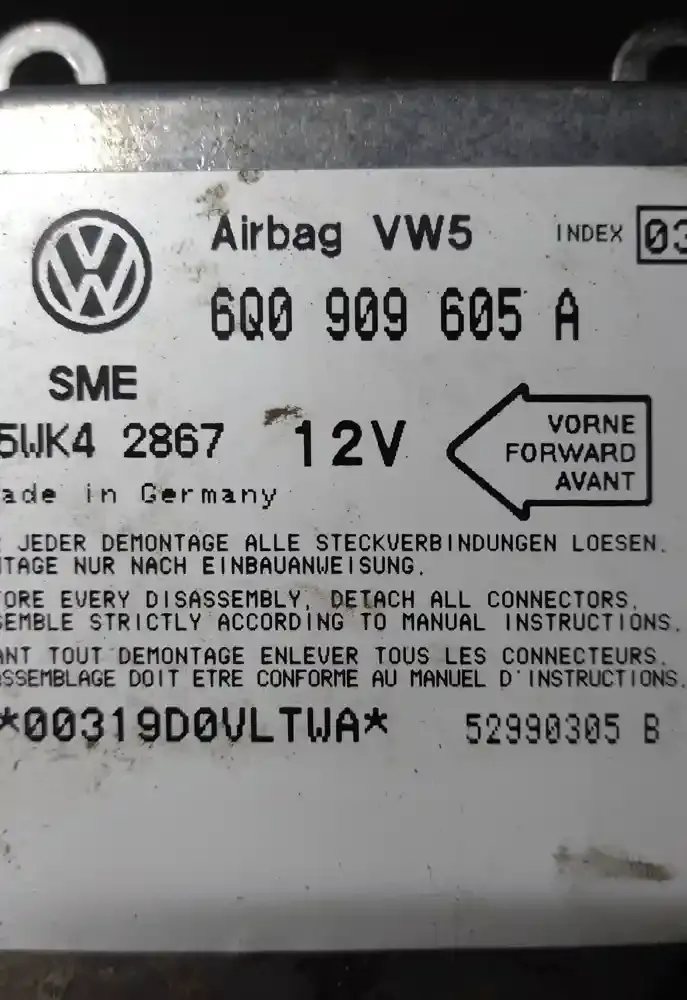 Airbag VW5 INDEX 03
6Q0 909 605 A
SME
5WK4 2867 12V
VORNE
FORWARD
AVANT
ade in Germany
JEDER DEMONTAGE ALLE STECKVERBINDUNGEN LOESEN.
TAGE NUR NACH EINBAUANWEISUNG.
ORE EVERY DISASSEMBLY, DETACH ALL CONNECTORS.
EMBLE STRICTLY ACCORDING TO MANUAL INSTRUCTIONS.
ANT TOUT DEMONTAGE ENLEVER TOUS LES CONNECTEURS.
SSEMBLAGE DOIT ETRE CONFORME AU MANUEL D'INSTRUCTIONS.
*00319D0VLTWA* 52990305 B